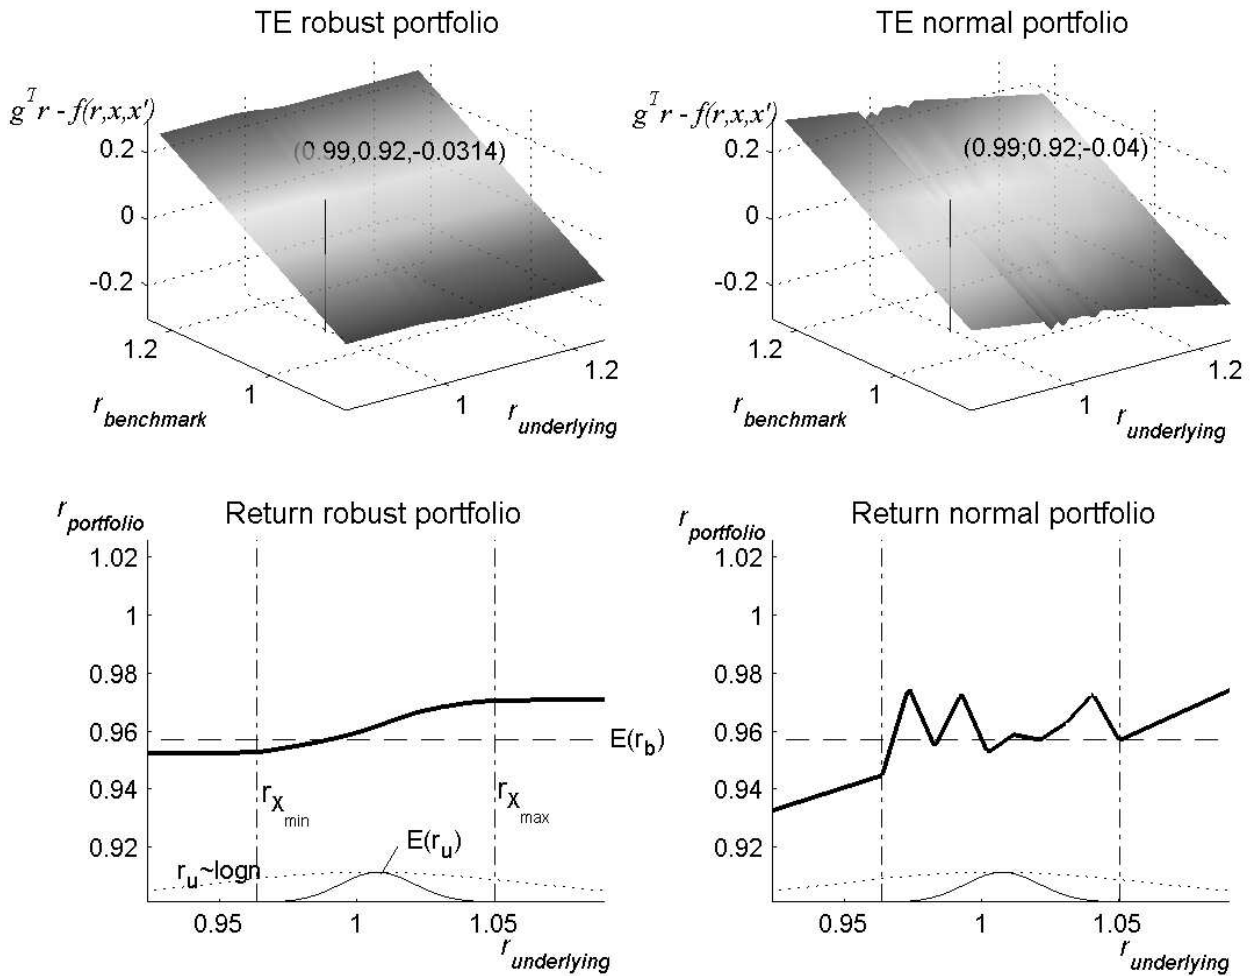 TE robust portfolio
g^T r - f(r,x,x')
0.2
0
-0.2
(0.99,0.92,-0.0314)
1.2
1
r_benchmark
1
1.2
r_underlying
TE normal portfolio
g^T r - f(r,x,x')
0.2
0
-0.2
(0.99;0.92;-0.04)
1.2
1
r_benchmark
1
1.2
r_underlying
r_portfolio
Return robust portfolio
1.02
1
0.98
0.96
0.94
0.92
E(r_b)
r_X_min
r_X_max
E(r_u)
r_u~logn
0.95
1
1.05
r_underlying
r_portfolio
Return normal portfolio
1.02
1
0.98
0.96
0.94
0.92
0.95
1
1.05
r_underlying